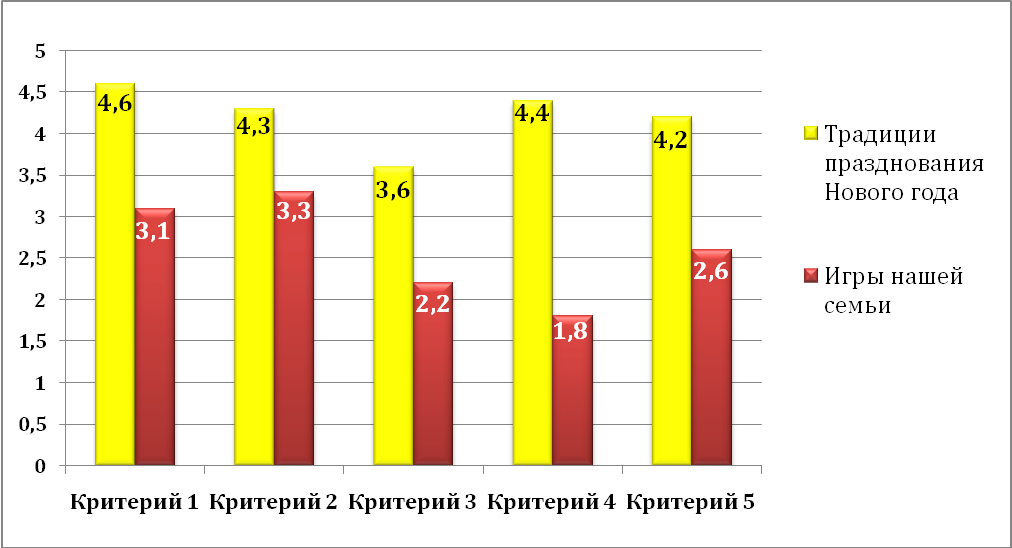 5
4,5
4
3,5
3
2,5
2
1,5
1
0,5
0
4,6
3,1
4,3
3,3
3,6
2,2
4,4
1,8
4,2
2,6
Критерий 1
Критерий 2
Критерий 3
Критерий 4
Критерий 5
Традиции
празднования
Нового года
Игры нашей
семьи